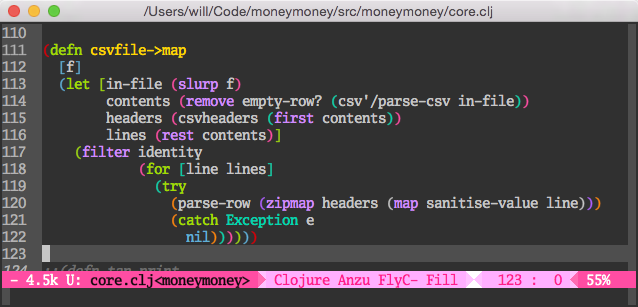 /Users/will/Code/moneymoney/src/moneymoney/core.clj
110
111 (defn csvfile->map
112 [f]
113 (let [in-file (slurp f)
114 contents (remove empty-row? (csv'/parse-csv in-file))
115 headers (csvheaders (first contents))
116 lines (rest contents)]
117 (filter identity
118 (for [line lines]
119 (try
120 (parse-row (zipmap headers (map sanitise-value line)))
121 (catch Exception e
122 nil))))))
123
124 ;;(defn tap-print
- 4.5k U: core.clj<moneymoney> Clojure Anzu FlyC- Fill 123 : 0 55%